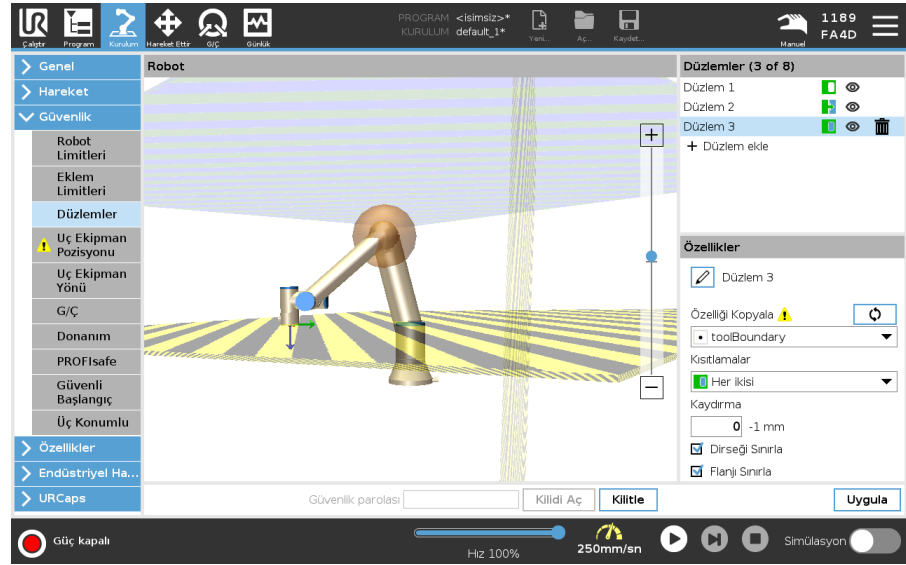 UR
PROGRAM <isimsiz>*
KURULUM default_1*
Çalıştır
Program
Kurulum
Hareket Ettir
G/Ç
Günlük
Yeni...
Aç...
Kaydet...
Manuel
1189
FA4D
Genel
Hareket
Güvenlik
Robot
Limitleri
Eklem
Limitleri
Düzlemler
Uç Ekipman
Pozisyonu
Uç Ekipman
Yönü
G/Ç
Donanım
PROFIsafe
Güvenli
Başlangıç
Üç Konumlu
Özellikler
Endüstriyel Ha...
URCaps
Robot
Düzlemler (3 of 8)
Düzlem 1
Düzlem 2
Düzlem 3
Düzlem ekle
Özellikler
Düzlem 3
Özelliği Kopyala
toolBoundary
Kısıtlamalar
Her ikisi
Kaydırma
0 -1 mm
Dirseği Sınırla
Flanjı Sınırla
Güvenlik parolası
Kilidi Aç
Kilitle
Uygula
Güç kapalı
Hız 100%
250mm/sn
Simülasyon